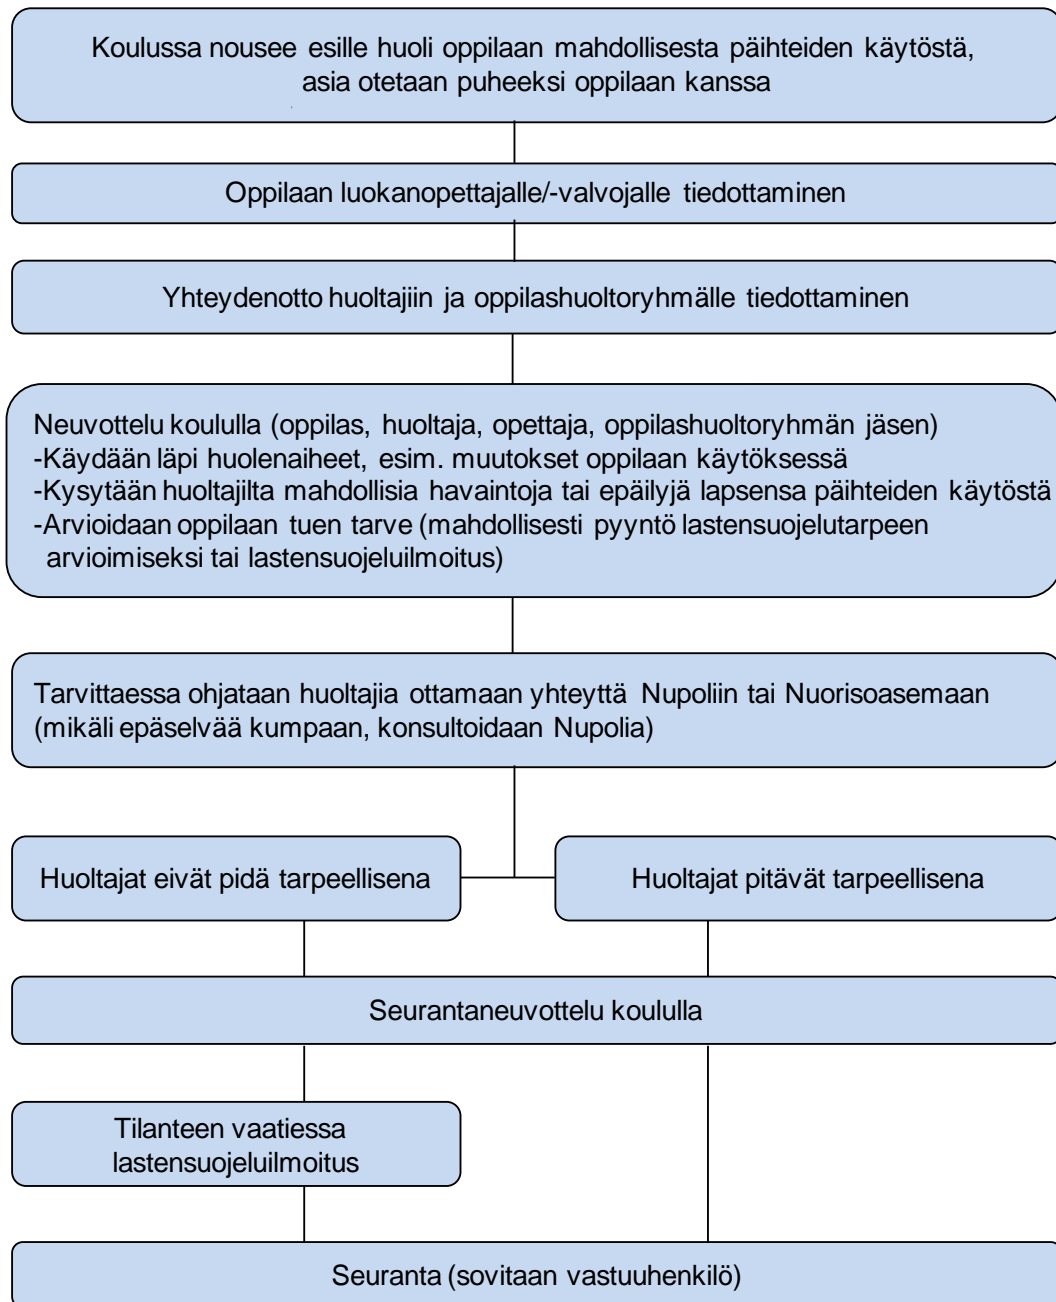 Koulussa nousee esille huoli oppilaan mahdollisesta päihteiden käytöstä,
asia otetaan puheeksi oppilaan kanssa
Oppilaan luokanopettajalle/-valvojalle tiedottaminen
Yhteydenotto huoltajiin ja oppilashuoltoryhmälle tiedottaminen
Neuvottelu koululla (oppilas, huoltaja, opettaja, oppilashuoltoryhmän jäsen)
-Käydään läpi huolenaiheet, esim. muutokset oppilaan käytöksessä
-Kysytään huoltajilta mahdollisia havaintoja tai epäilyjä lapsensa päihteiden käytöstä
-Arvioidaan oppilaan tuen tarve (mahdollisesti pyyntö lastensuojelutarpeen
arvioimiseksi tai lastensuojeluilmoitus)
Tarvittaessa ohjataan huoltajia ottamaan yhteyttä Nupoliin tai Nuorisoasemaan
(mikäli epäselvää kumpaan, konsultoidaan Nupolia)
Huoltajat eivät pidä tarpeellisena
Huoltajat pitävät tarpeellisena
Seurantaneuvottelu koululla
Tilanteen vaatiessa
lastensuojeluilmoitus
Seuranta (sovitaan vastuuhenkilö)